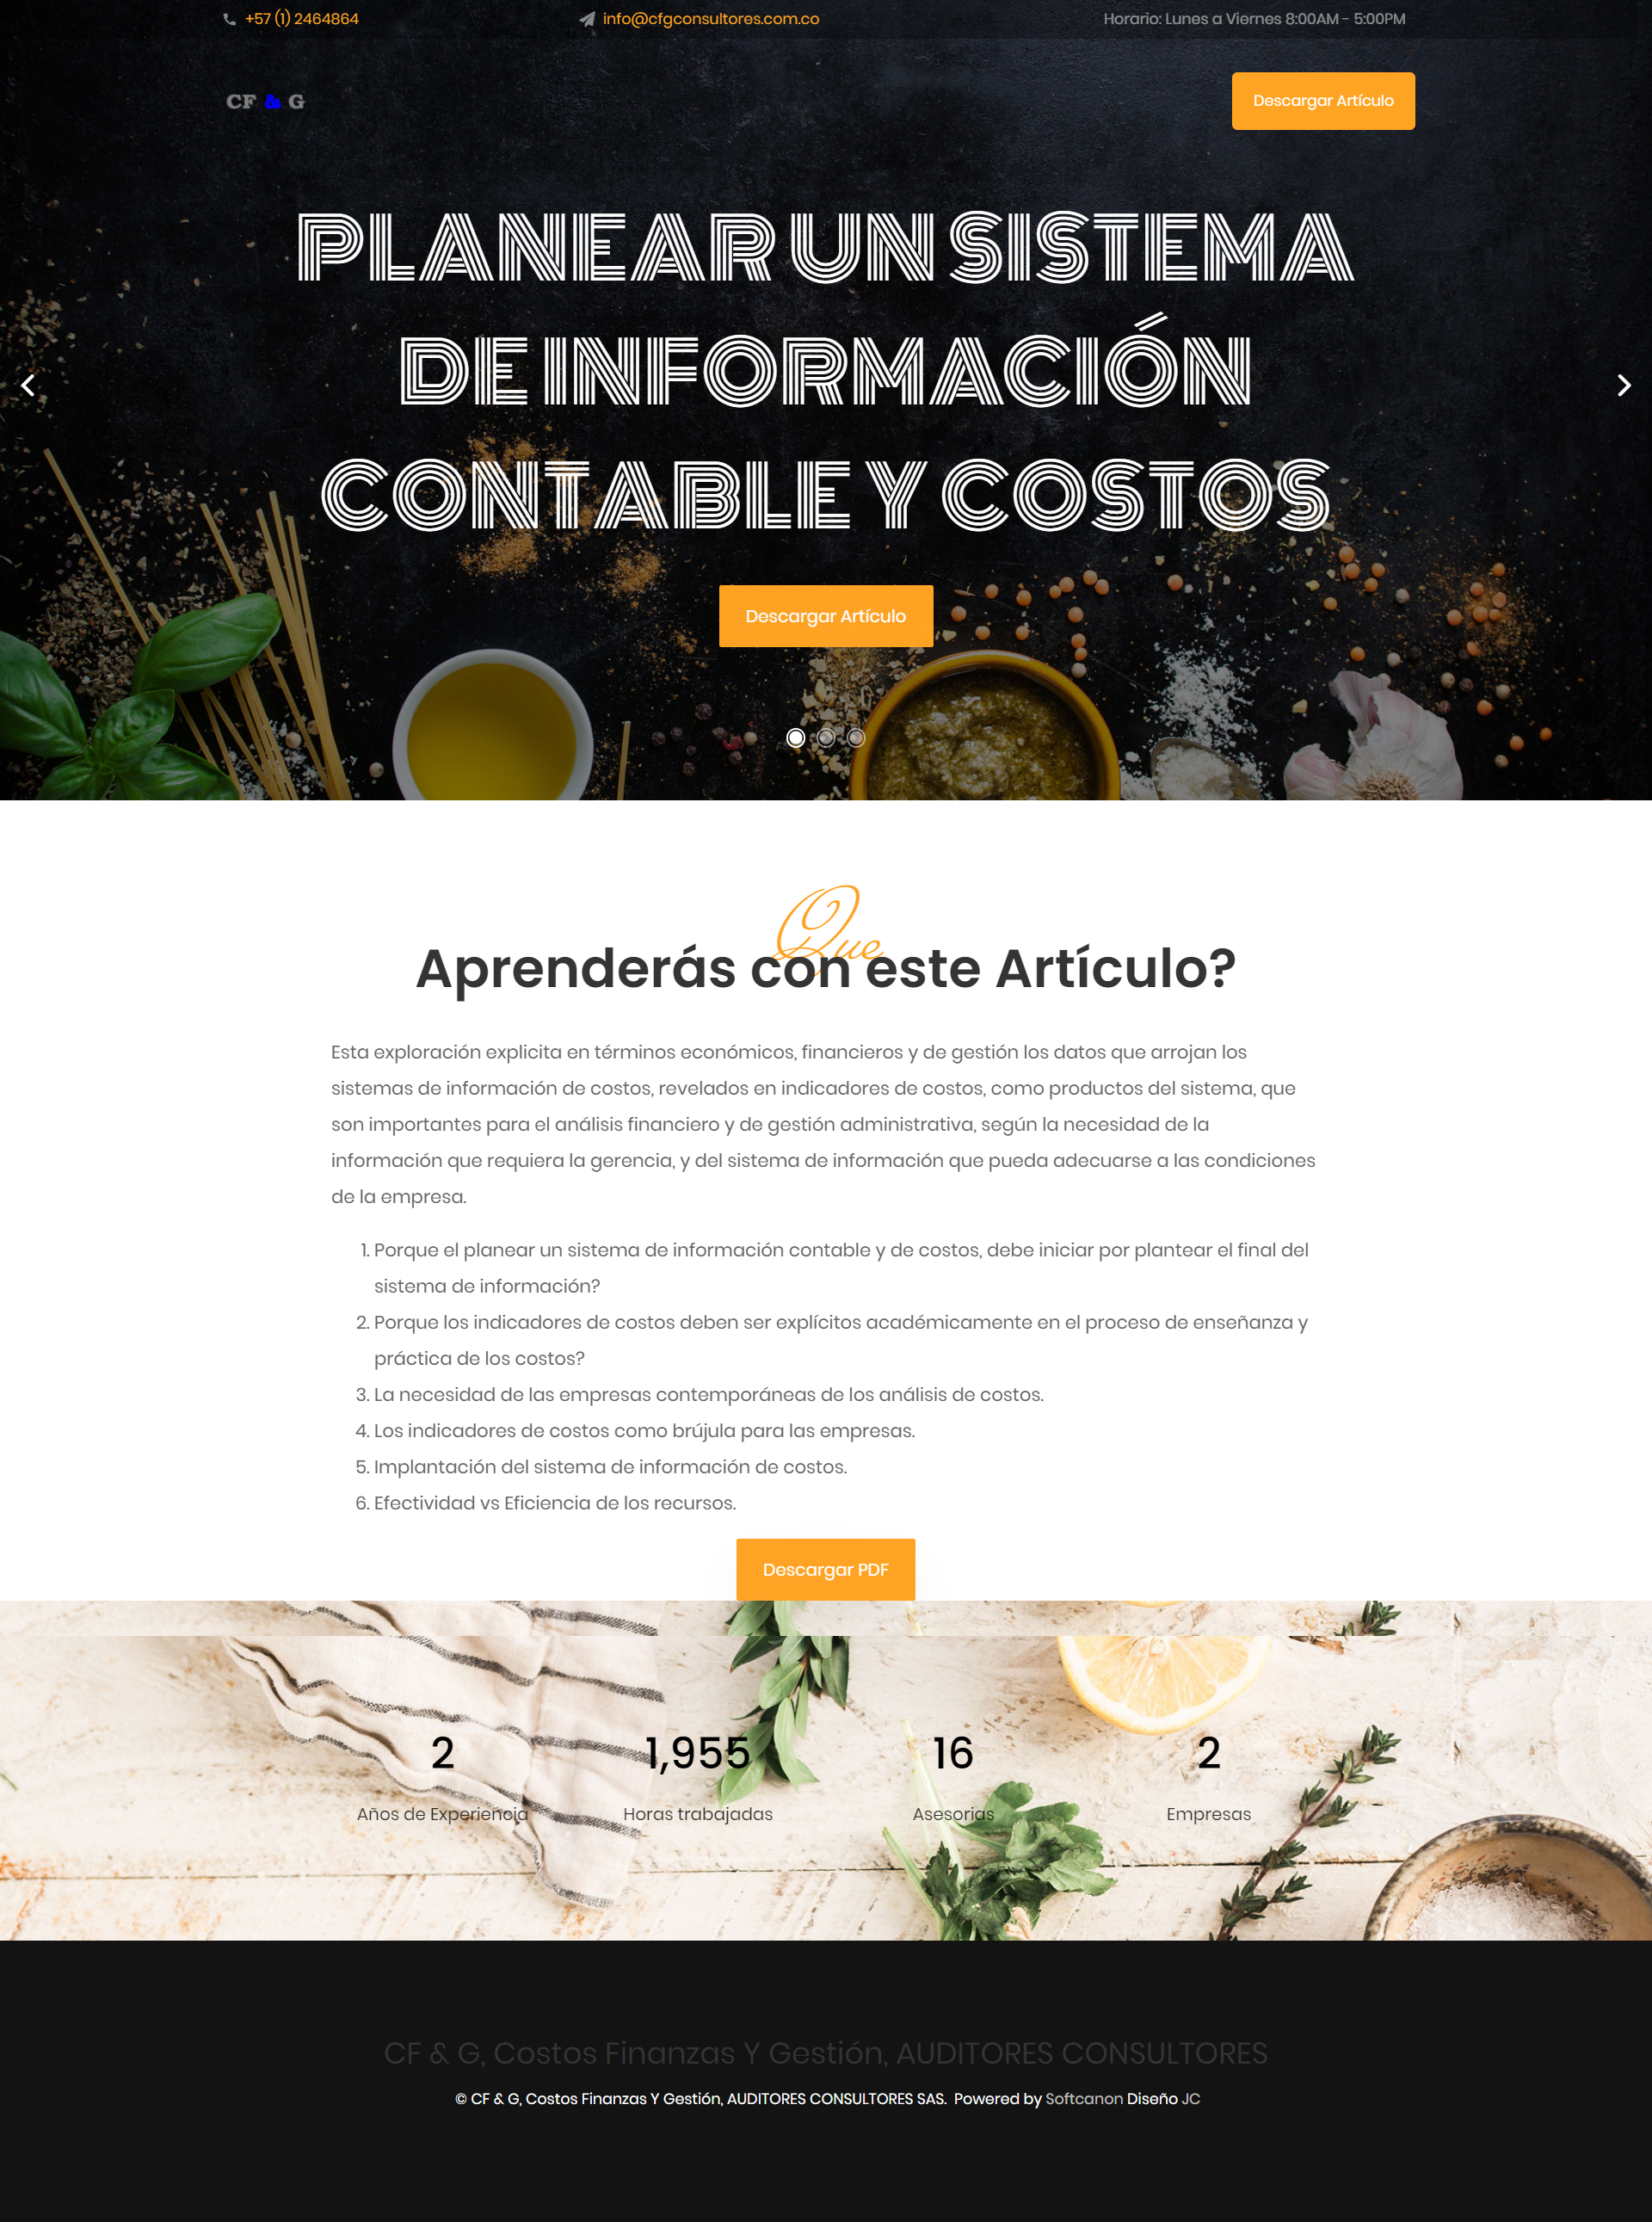 +57 (1) 2464864
info@cfgconsultores.com.co
Horario: Lunes a Viernes 8:00AM - 5:00PM
CF & G
Descargar Artículo
PLANEAR UN SISTEMA
DE INFORMACIÓN
CONTABLE Y COSTOS
Descargar Artículo
Que
Aprenderás con este Artículo?
Esta exploración explicita en términos económicos, financieros y de gestión los datos que arrojan los
sistemas de información de costos, revelados en indicadores de costos, como productos del sistema, que
son importantes para el análisis financiero y de gestión administrativa, según la necesidad de la
información que requiera la gerencia, y del sistema de información que pueda adecuarse a las condiciones
de la empresa.
1. Porque el planear un sistema de información contable y de costos, debe iniciar por plantear el final del
sistema de información?
2. Porque los indicadores de costos deben ser explícitos académicamente en el proceso de enseñanza y
práctica de los costos?
3. La necesidad de las empresas contemporáneas de los análisis de costos.
4. Los indicadores de costos como brújula para las empresas.
5. Implantación del sistema de información de costos.
6. Efectividad vs Eficiencia de los recursos.
Descargar PDF
2
Años de Experiencia
1,955
Horas trabajadas
16
Asesorias
2
Empresas
CF & G, Costos Finanzas Y Gestión, AUDITORES CONSULTORES
© CF & G, Costos Finanzas Y Gestión, AUDITORES CONSULTORES SAS. Powered by Softcanon Diseño JC